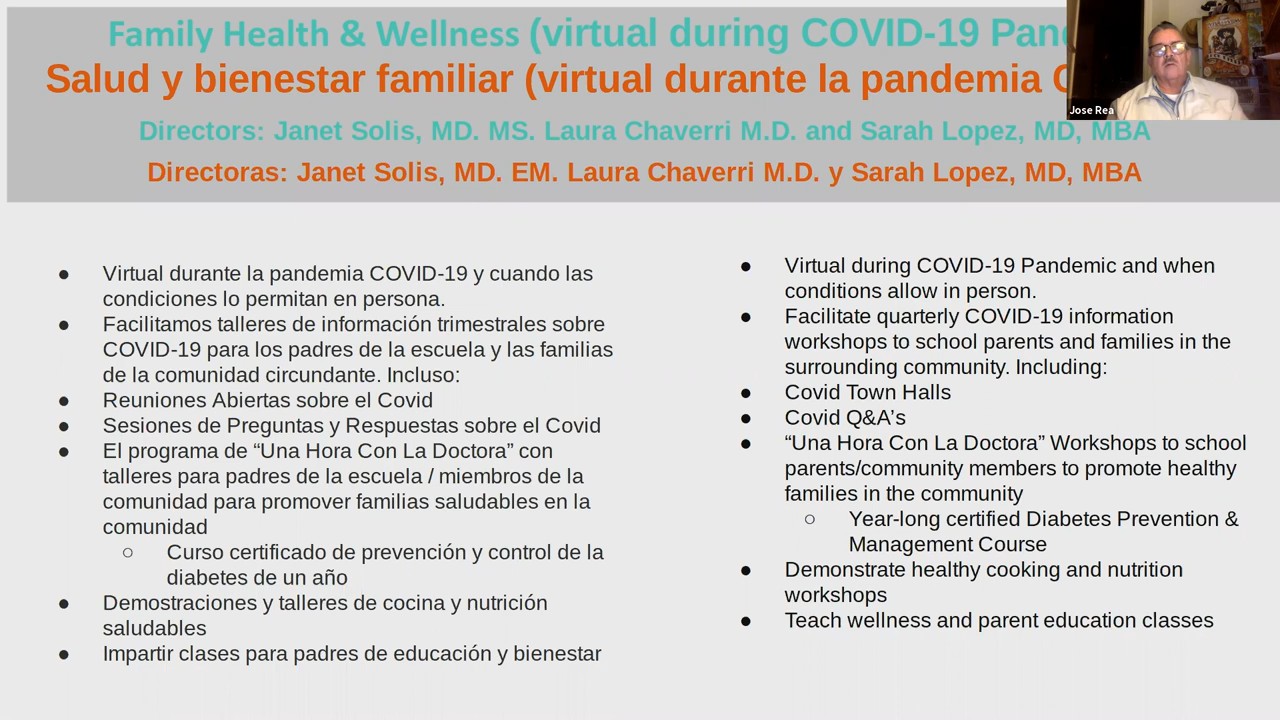 Family Health & Wellness (virtual during COVID-19
Salud y bienestar familiar (virtual durante la pandemia
Jose Rea
Directors: Janet Solis, MD. MS. Laura Chaverri M.D. and Sarah Lopez, MD, MBA
Directoras: Janet Solis, MD. EM. Laura Chaverri M.D. y Sarah Lopez, MD, MBA
● Virtual durante la pandemia COVID-19 y cuando las
condiciones lo permitan en persona.
● Facilitamos talleres de información trimestrales sobre
COVID-19 para los padres de la escuela y las familias
de la comunidad circundante. Incluso:
● Reuniones Abiertas sobre el Covid
● Sesiones de Preguntas y Respuestas sobre el Covid
● El programa de “Una Hora Con La Doctora” con
talleres para padres de la escuela / miembros de la
comunidad para promover familias saludables en la
comunidad
○ Curso certificado de prevención y control de la
diabetes de un año
● Demostraciones y talleres de cocina y nutrición
saludables
● Impartir clases para padres de educación y bienestar
● Virtual during COVID-19 Pandemic and when
conditions allow in person.
● Facilitate quarterly COVID-19 information
workshops to school parents and families in the
surrounding community. Including:
● Covid Town Halls
● Covid Q&A’s
● “Una Hora Con La Doctora” Workshops to school
parents/community members to promote healthy
families in the community
○ Year-long certified Diabetes Prevention &
Management Course
● Demonstrate healthy cooking and nutrition
workshops
● Teach wellness and parent education classes